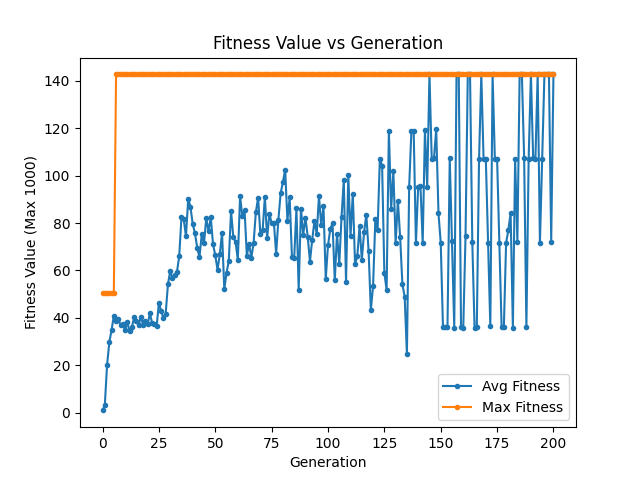 Fitness Value vs Generation
Fitness Value (Max 1000)
140
120
100
80
60
40
20
0
0 25 50 75 100 125 150 175 200
Generation
Avg Fitness
Max Fitness